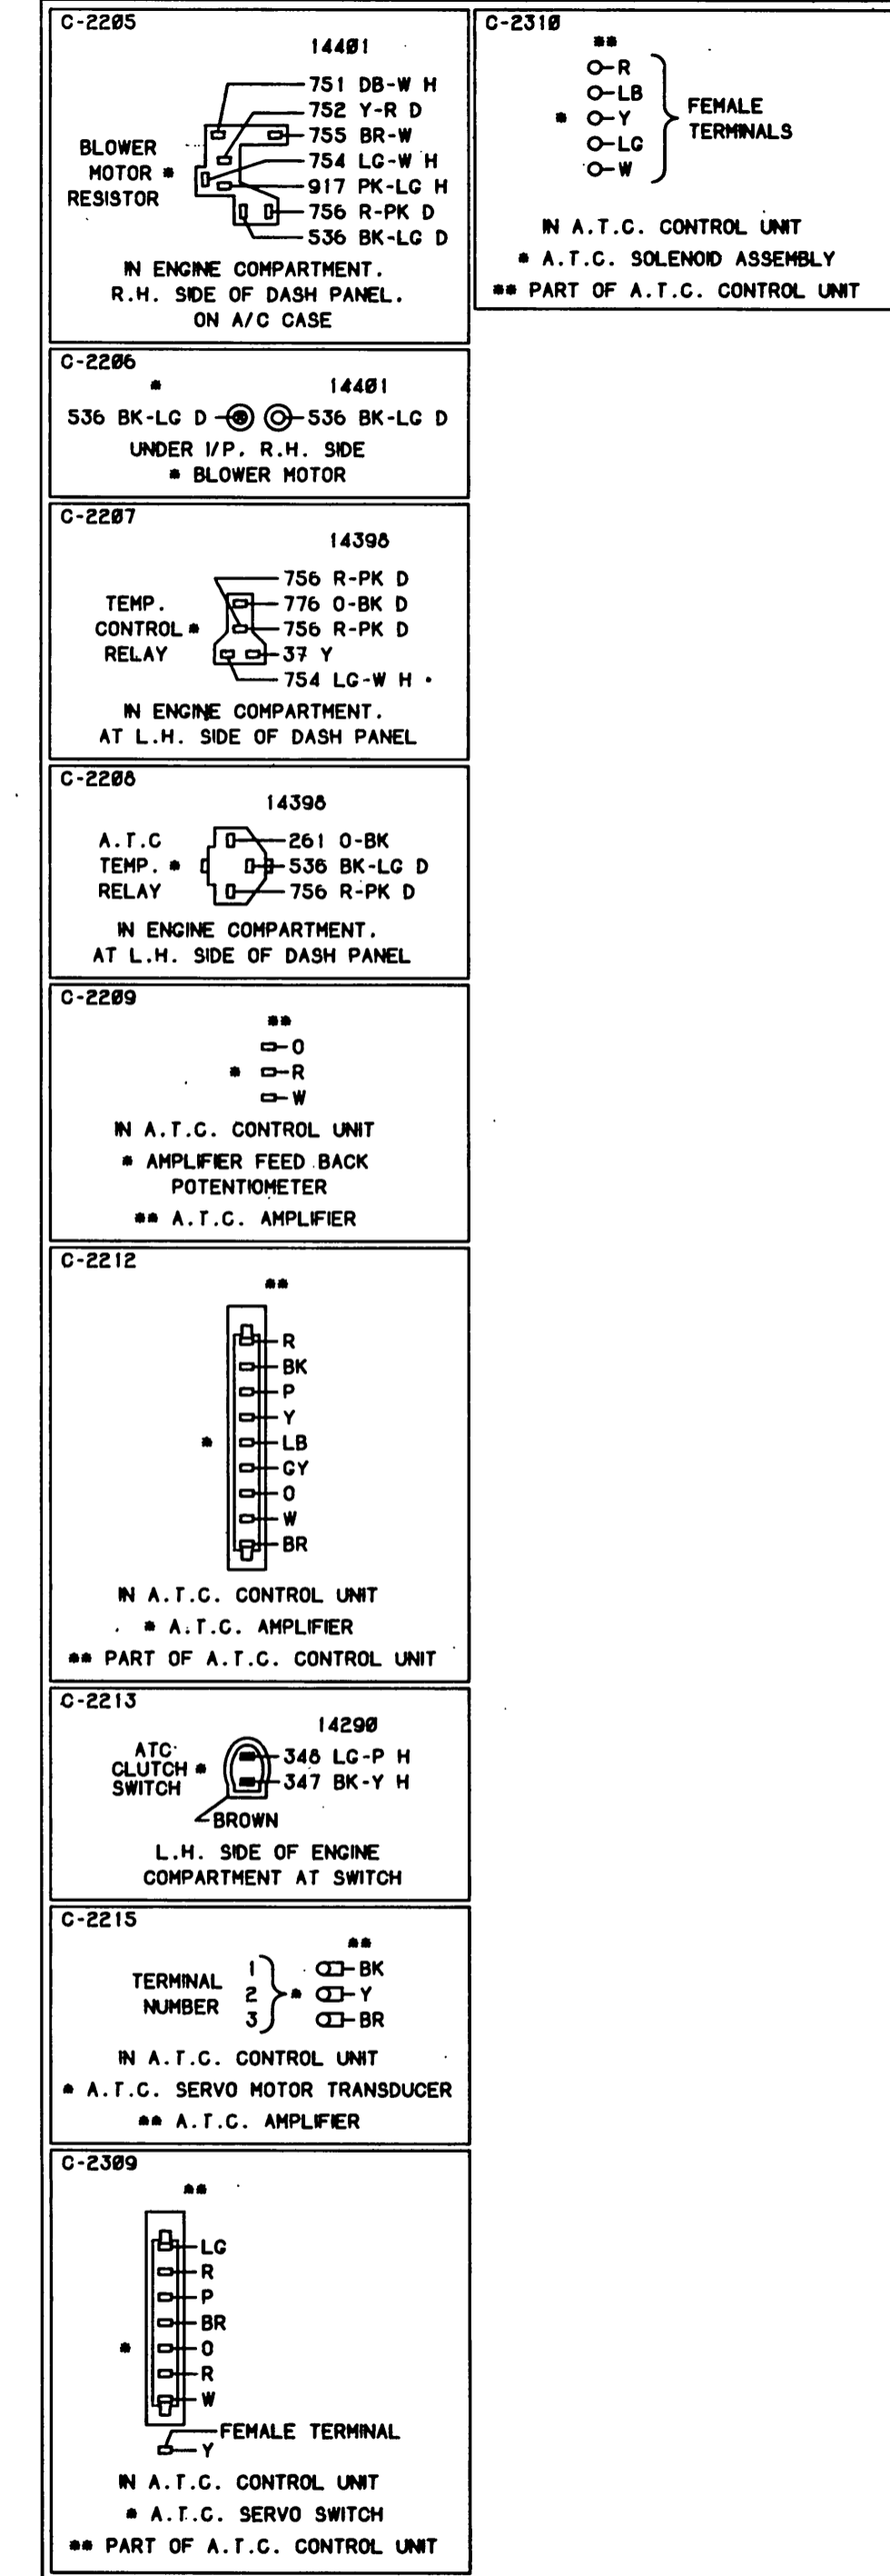 C-2205
14401
751 DB-W H
752 Y-R D
755 BR-W
754 LG-W H
917 PK-LG H
756 R-PK D
536 BK-LG D
BLOWER
MOTOR *
RESISTOR
IN ENGINE COMPARTMENT.
R.H. SIDE OF DASH PANEL.
ON A/C CASE
C-2206
* 14401
536 BK-LG D 536 BK-LG D
UNDER I/P. R.H. SIDE
* BLOWER MOTOR
C-2207
14398
756 R-PK D
776 O-BK D
756 R-PK D
37 Y
754 LG-W H
TEMP.
CONTROL *
RELAY
IN ENGINE COMPARTMENT.
AT L.H. SIDE OF DASH PANEL
C-2208
14398
A.T.C 261 O-BK
TEMP. * 536 BK-LG D
RELAY 756 R-PK D
IN ENGINE COMPARTMENT.
AT L.H. SIDE OF DASH PANEL
C-2209
**
O
* R
W
IN A.T.C. CONTROL UNIT
* AMPLIFIER FEED BACK
POTENTIOMETER
** A.T.C. AMPLIFIER
C-2212
**
R
BK
P
Y
* LB
GY
O
W
BR
IN A.T.C. CONTROL UNIT
* A.T.C. AMPLIFIER
** PART OF A.T.C. CONTROL UNIT
C-2213
14290
ATC
CLUTCH *
SWITCH
348 LG-P H
347 BK-Y H
BROWN
L.H. SIDE OF ENGINE
COMPARTMENT AT SWITCH
C-2215
**
TERMINAL
NUMBER
1 BK
2 * Y
3 BR
IN A.T.C. CONTROL UNIT
* A.T.C. SERVO MOTOR TRANSDUCER
** A.T.C. AMPLIFIER
C-2309
**
LG
R
P
BR
* O
R
W
FEMALE TERMINAL
Y
IN A.T.C. CONTROL UNIT
* A.T.C. SERVO SWITCH
** PART OF A.T.C. CONTROL UNIT
C-2310
**
R
LB
* Y
LG
W
FEMALE
TERMINALS
IN A.T.C. CONTROL UNIT
* A.T.C. SOLENOID ASSEMBLY
** PART OF A.T.C. CONTROL UNIT